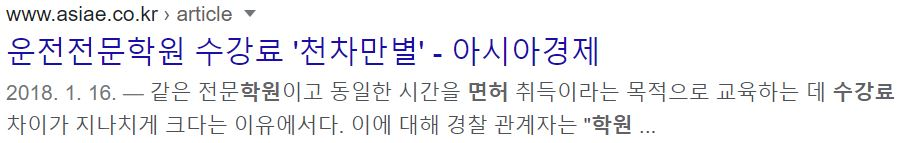 www.asiae.co.kr › article
운전전문학원 수강료 '천차만별' - 아시아경제
2018. 1. 16. — 같은 전문학원이고 동일한 시간을 면허 취득이라는 목적으로 교육하는 데 수강료
차이가 지나치게 크다는 이유에서다. 이에 대해 경찰 관계자는 "학원 ...